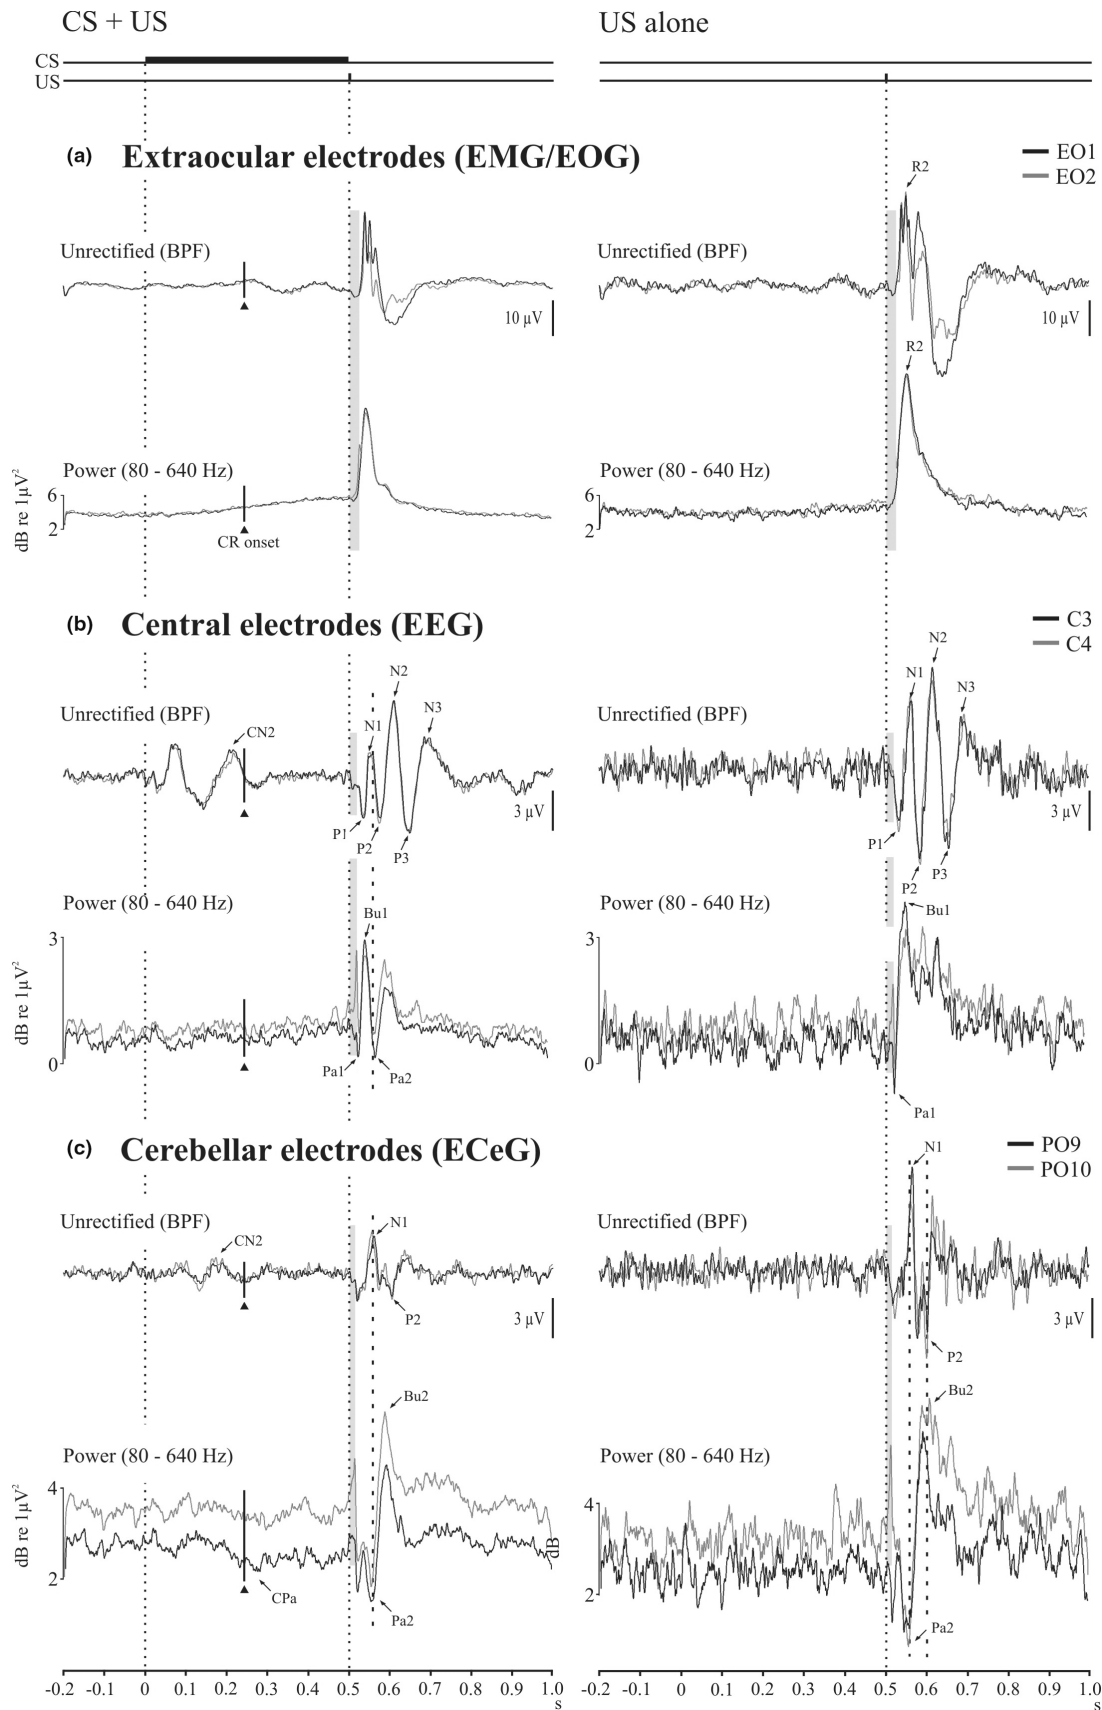 CS + US
US alone
CS
US
(a) Extraocular electrodes (EMG/EOG)
EO1
EO2
R2
Unrectified (BPF)
Unrectified (BPF)
10 µV
10 µV
R2
Power (80 - 640 Hz)
Power (80 - 640 Hz)
dB re 1µV²
6
2
6
2
CR onset
(b) Central electrodes (EEG)
C3
C4
N2
N1
N3
CN2
N2
N1
N3
Unrectified (BPF)
Unrectified (BPF)
3 µV
3 µV
P1
P2
P3
P1
P2
P3
Power (80 - 640 Hz)
Power (80 - 640 Hz)
Bu1
Bu1
dB re 1µV²
3
0
3
0
Pa1
Pa2
Pa1
(c) Cerebellar electrodes (ECeG)
PO9
PO10
N1
Unrectified (BPF)
Unrectified (BPF)
CN2
N1
3 µV
3 µV
P2
P2
Bu2
Bu2
Power (80 - 640 Hz)
Power (80 - 640 Hz)
dB re 1µV²
4
2
dB
4
2
CPa
Pa2
Pa2
-0.2 -0.1 0 0.1 0.2 0.3 0.4 0.5 0.6 0.7 0.8 0.9 1.0
s
-0.2 -0.1 0 0.1 0.2 0.3 0.4 0.5 0.6 0.7 0.8 0.9 1.0
s